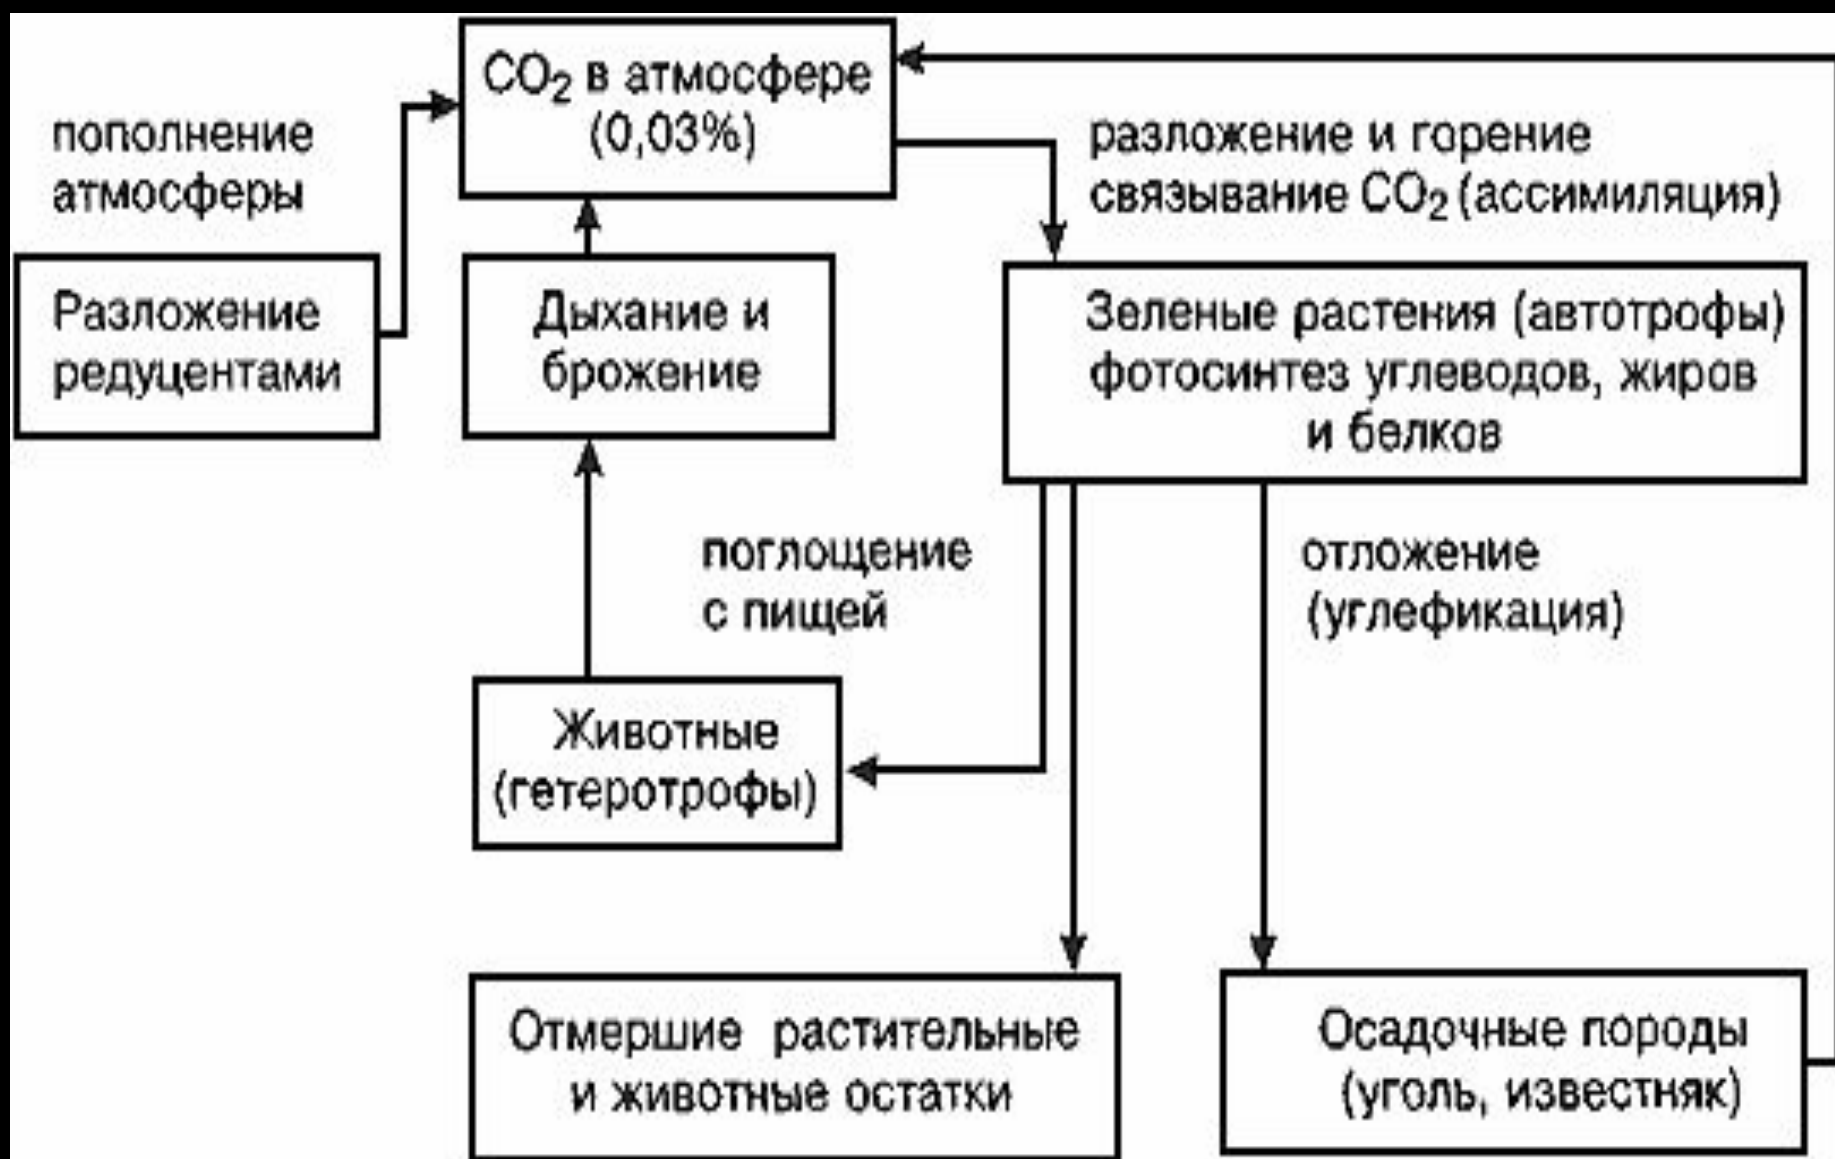 CO₂ в атмосфере
(0,03%)
пополнение
атмосферы
разложение и горение
связывание CO₂ (ассимиляция)
Разложение
редуцентами
Дыхание и
брожение
Зеленые растения (автотрофы)
фотосинтез углеводов, жиров
и белков
поглощение
с пищей
отложение
(углефикация)
Животные
(гетеротрофы)
Отмершие растительные
и животные остатки
Осадочные породы
(уголь, известняк)